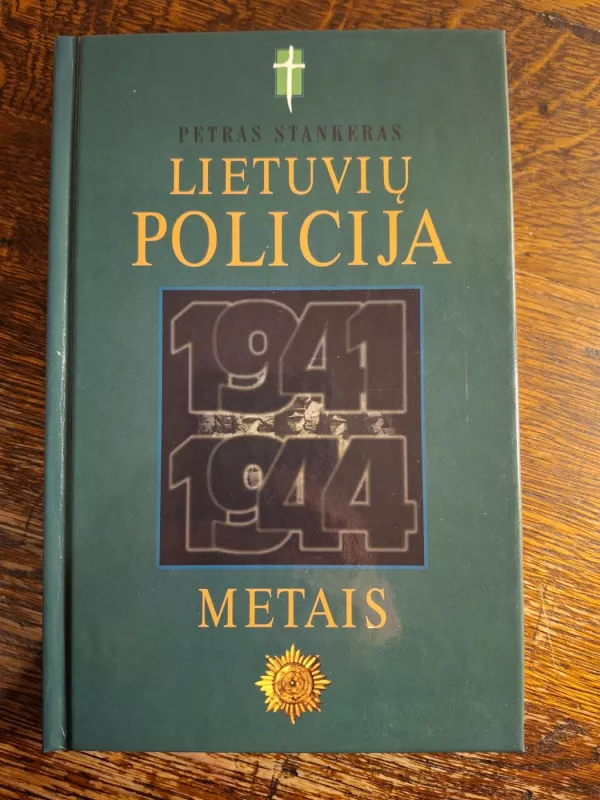 PETRAS STANKERAS
LIETUVIŲ
POLICIJA
1941
1944
METAIS